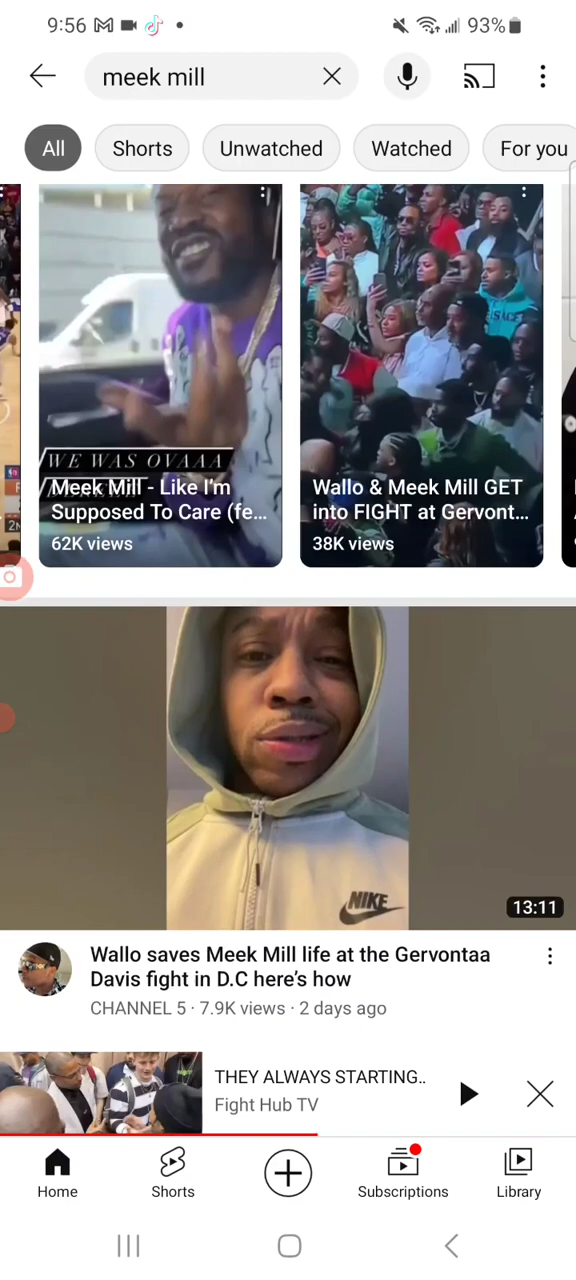 9:56
93%
meek mill
All
Shorts
Unwatched
Watched
For you
WE WAS OVAAA
Meek Mill - Like I'm
Supposed To Care (fe...
62K views
Wallo & Meek Mill GET
into FIGHT at Gervont...
38K views
NIKE
13:11
Wallo saves Meek Mill life at the Gervontaa
Davis fight in D.C here's how
CHANNEL 5 · 7.9K views · 2 days ago
THEY ALWAYS STARTING..
Fight Hub TV
Home
Shorts
Subscriptions
Library